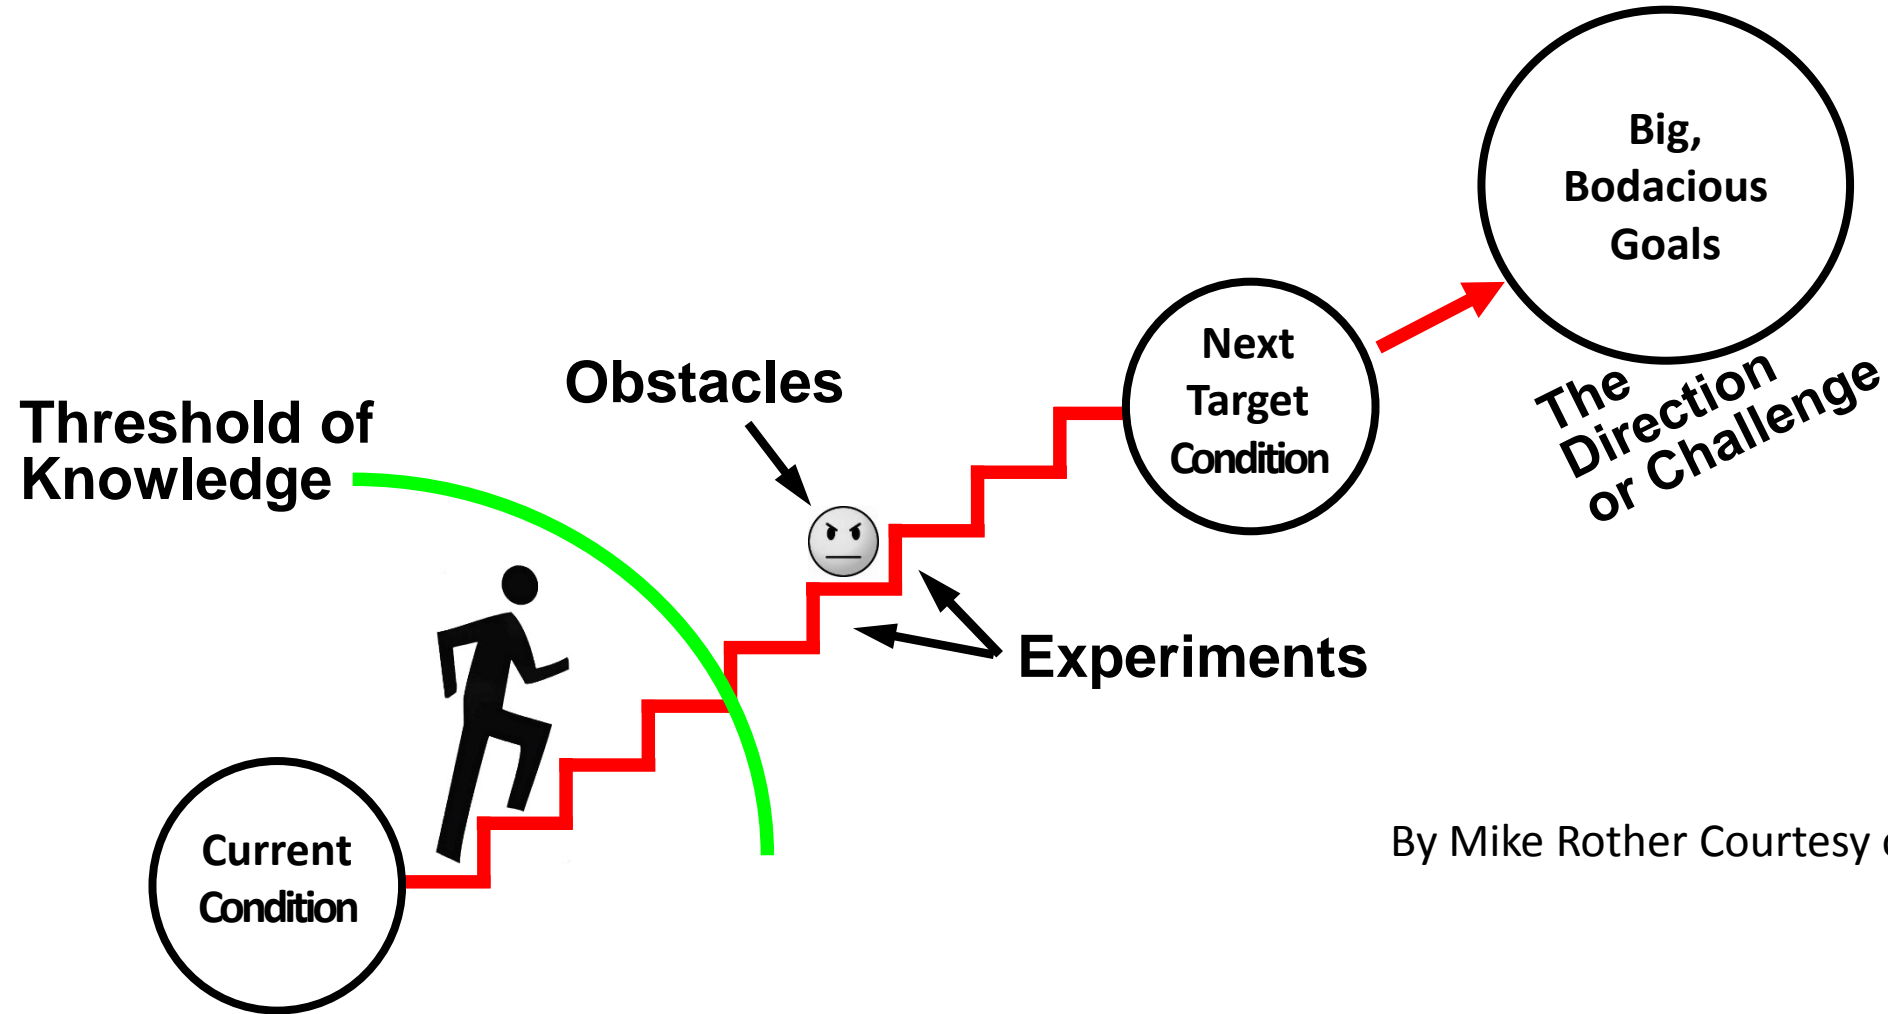 Big,
Bodacious
Goals
The
Direction
or Challenge
Next
Target
Condition
Obstacles
Threshold of
Knowledge
Experiments
Current
Condition
By Mike Rother Courtesy